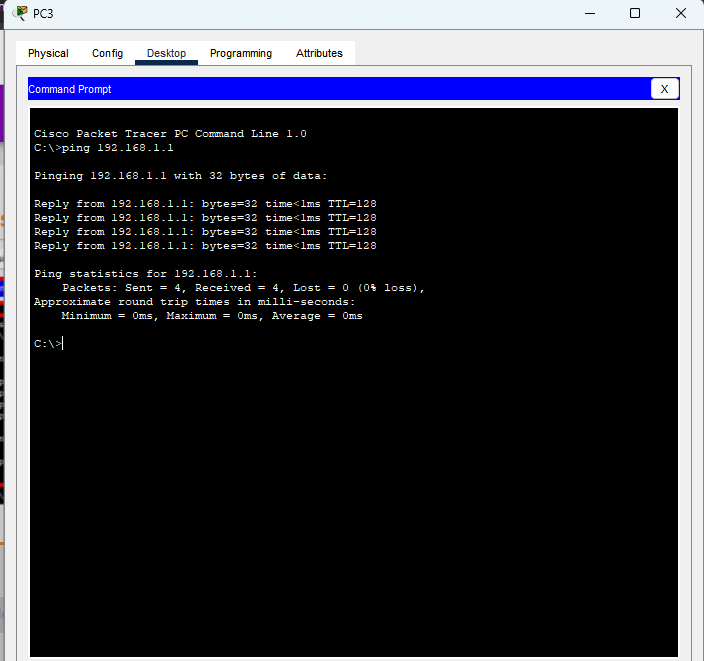 PC3
Physical Config Desktop Programming Attributes
Command Prompt
X
Cisco Packet Tracer PC Command Line 1.0
C:\>ping 192.168.1.1
Pinging 192.168.1.1 with 32 bytes of data:
Reply from 192.168.1.1: bytes=32 time<1ms TTL=128
Reply from 192.168.1.1: bytes=32 time<1ms TTL=128
Reply from 192.168.1.1: bytes=32 time<1ms TTL=128
Reply from 192.168.1.1: bytes=32 time<1ms TTL=128
Ping statistics for 192.168.1.1:
Packets: Sent = 4, Received = 4, Lost = 0 (0% loss),
Approximate round trip times in milli-seconds:
Minimum = 0ms, Maximum = 0ms, Average = 0ms
C:\>